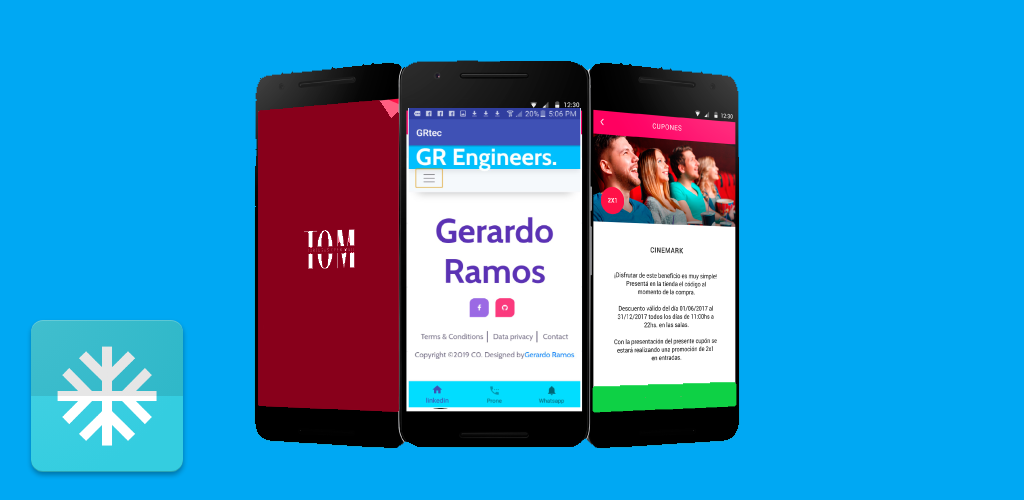 TOM
12:30
20% 5:06 PM
GRtec
GR Engineers.
Gerardo
Ramos
Terms & Conditions
Data privacy
Contact
Copyright ©2019 CO. Designed byGerardo Ramos
linkedin
Phone
Whatsapp
12:30
CUPONES
2X1
CINEMARK
¡Disfrutar de este beneficio es muy simple!
Presentá en la tienda el código al
momento de la compra.
Descuento válido del día 01/06/2017 al
31/12/2017 todos los días de 11:00hs a
22hs. en las salas.
Con la presentación del presente cupón se
estará realizando una promoción de 2x1
en entradas.